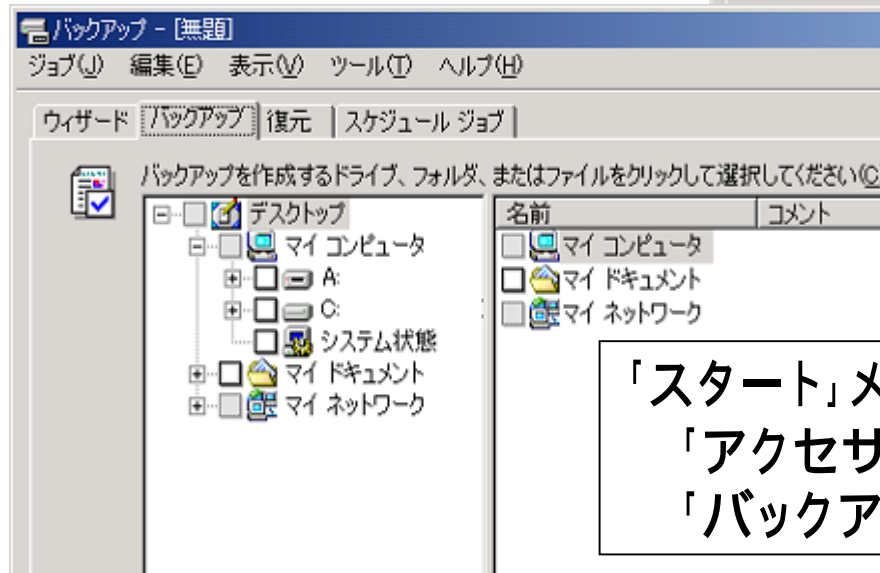 バックアップ - [無題]
ジョブ(J) 編集(E) 表示(V) ツール(T) ヘルプ(H)
ウィザード バックアップ 復元 スケジュール ジョブ
バックアップを作成するドライブ、フォルダ、またはファイルをクリックして選択してください(C
デスクトップ
マイ コンピュータ
A:
C:
システム状態
マイ ドキュメント
マイ ネットワーク
名前 コメント
マイ コンピュータ
マイ ドキュメント
マイ ネットワーク
「スタート」メ
「アクセサ
「バックア